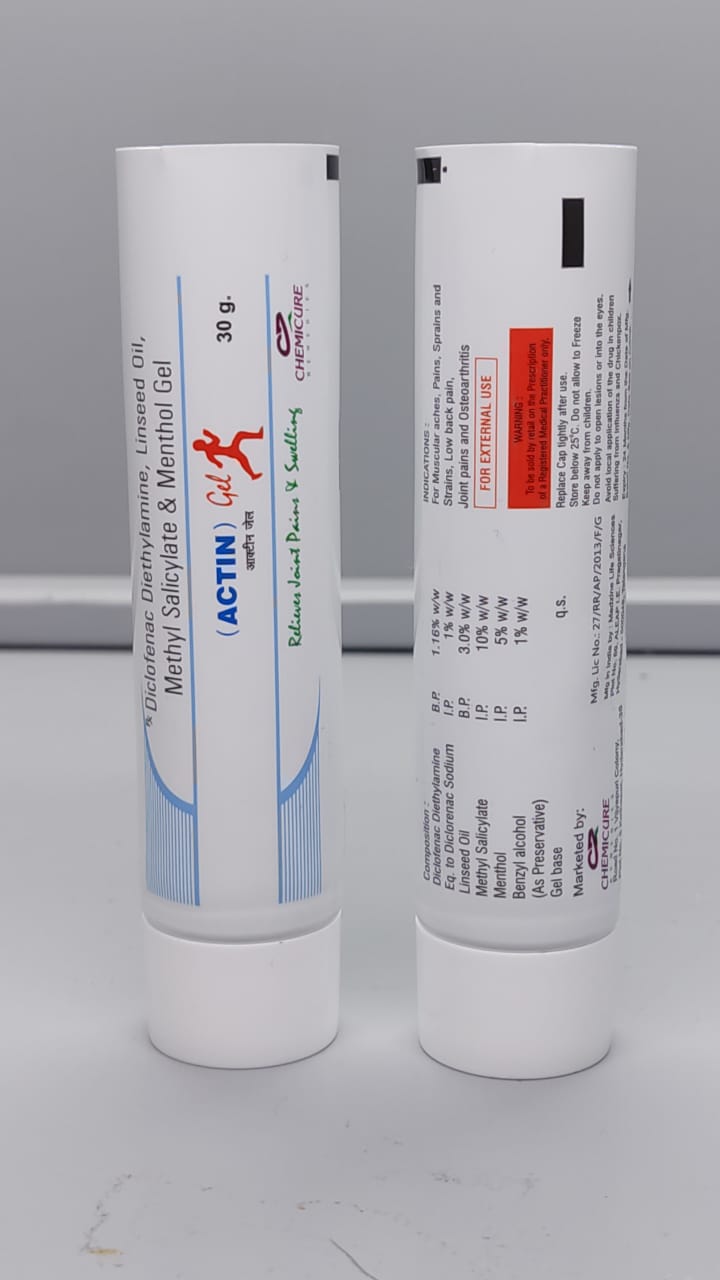 ℞ Diclofenac Diethylamine, Linseed Oil,
Methyl Salicylate & Menthol Gel
(ACTIN) Gel
आक्टीन जेल
30 g.
Relieves Joint Pains & Swelling
CHEMICURE
Composition :
Diclofenac Diethylamine B.P. 1.16% w/w
Eq. to Diclorenac Sodium I.P. 1% w/w
Linseed Oil B.P. 3.0% w/w
Methyl Salicylate I.P. 10% w/w
Menthol I.P. 5% w/w
Benzyl alcohol I.P. 1% w/w
(As Preservative)
Gel base q.s.
Marketed by:
CHEMICURE
Mfg. Lic No.: 27/RR/AP/2013/F/G
Mfg in India by : Medzine Life Sciences
INDICATIONS :
For Muscular aches, Pains, Sprains and
Strains, Low back pain,
Joint pains and Osteoarthritis
FOR EXTERNAL USE
WARNING :
To be sold by retail on the Prescription
of a Registered Medical Practitioner only.
Replace Cap tightly after use.
Store below 25°C. Do not allow to Freeze
Keep away from children.
Do not apply to open lesions or into the eyes.
Avoid local application of the drug in children
Suffering from Influenza and Chickenpox.